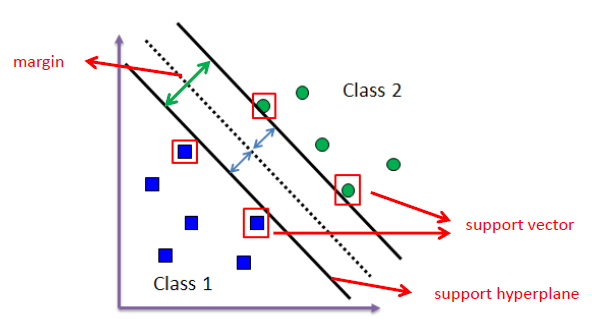 margin
Class 2
support vector
Class 1
support hyperplane